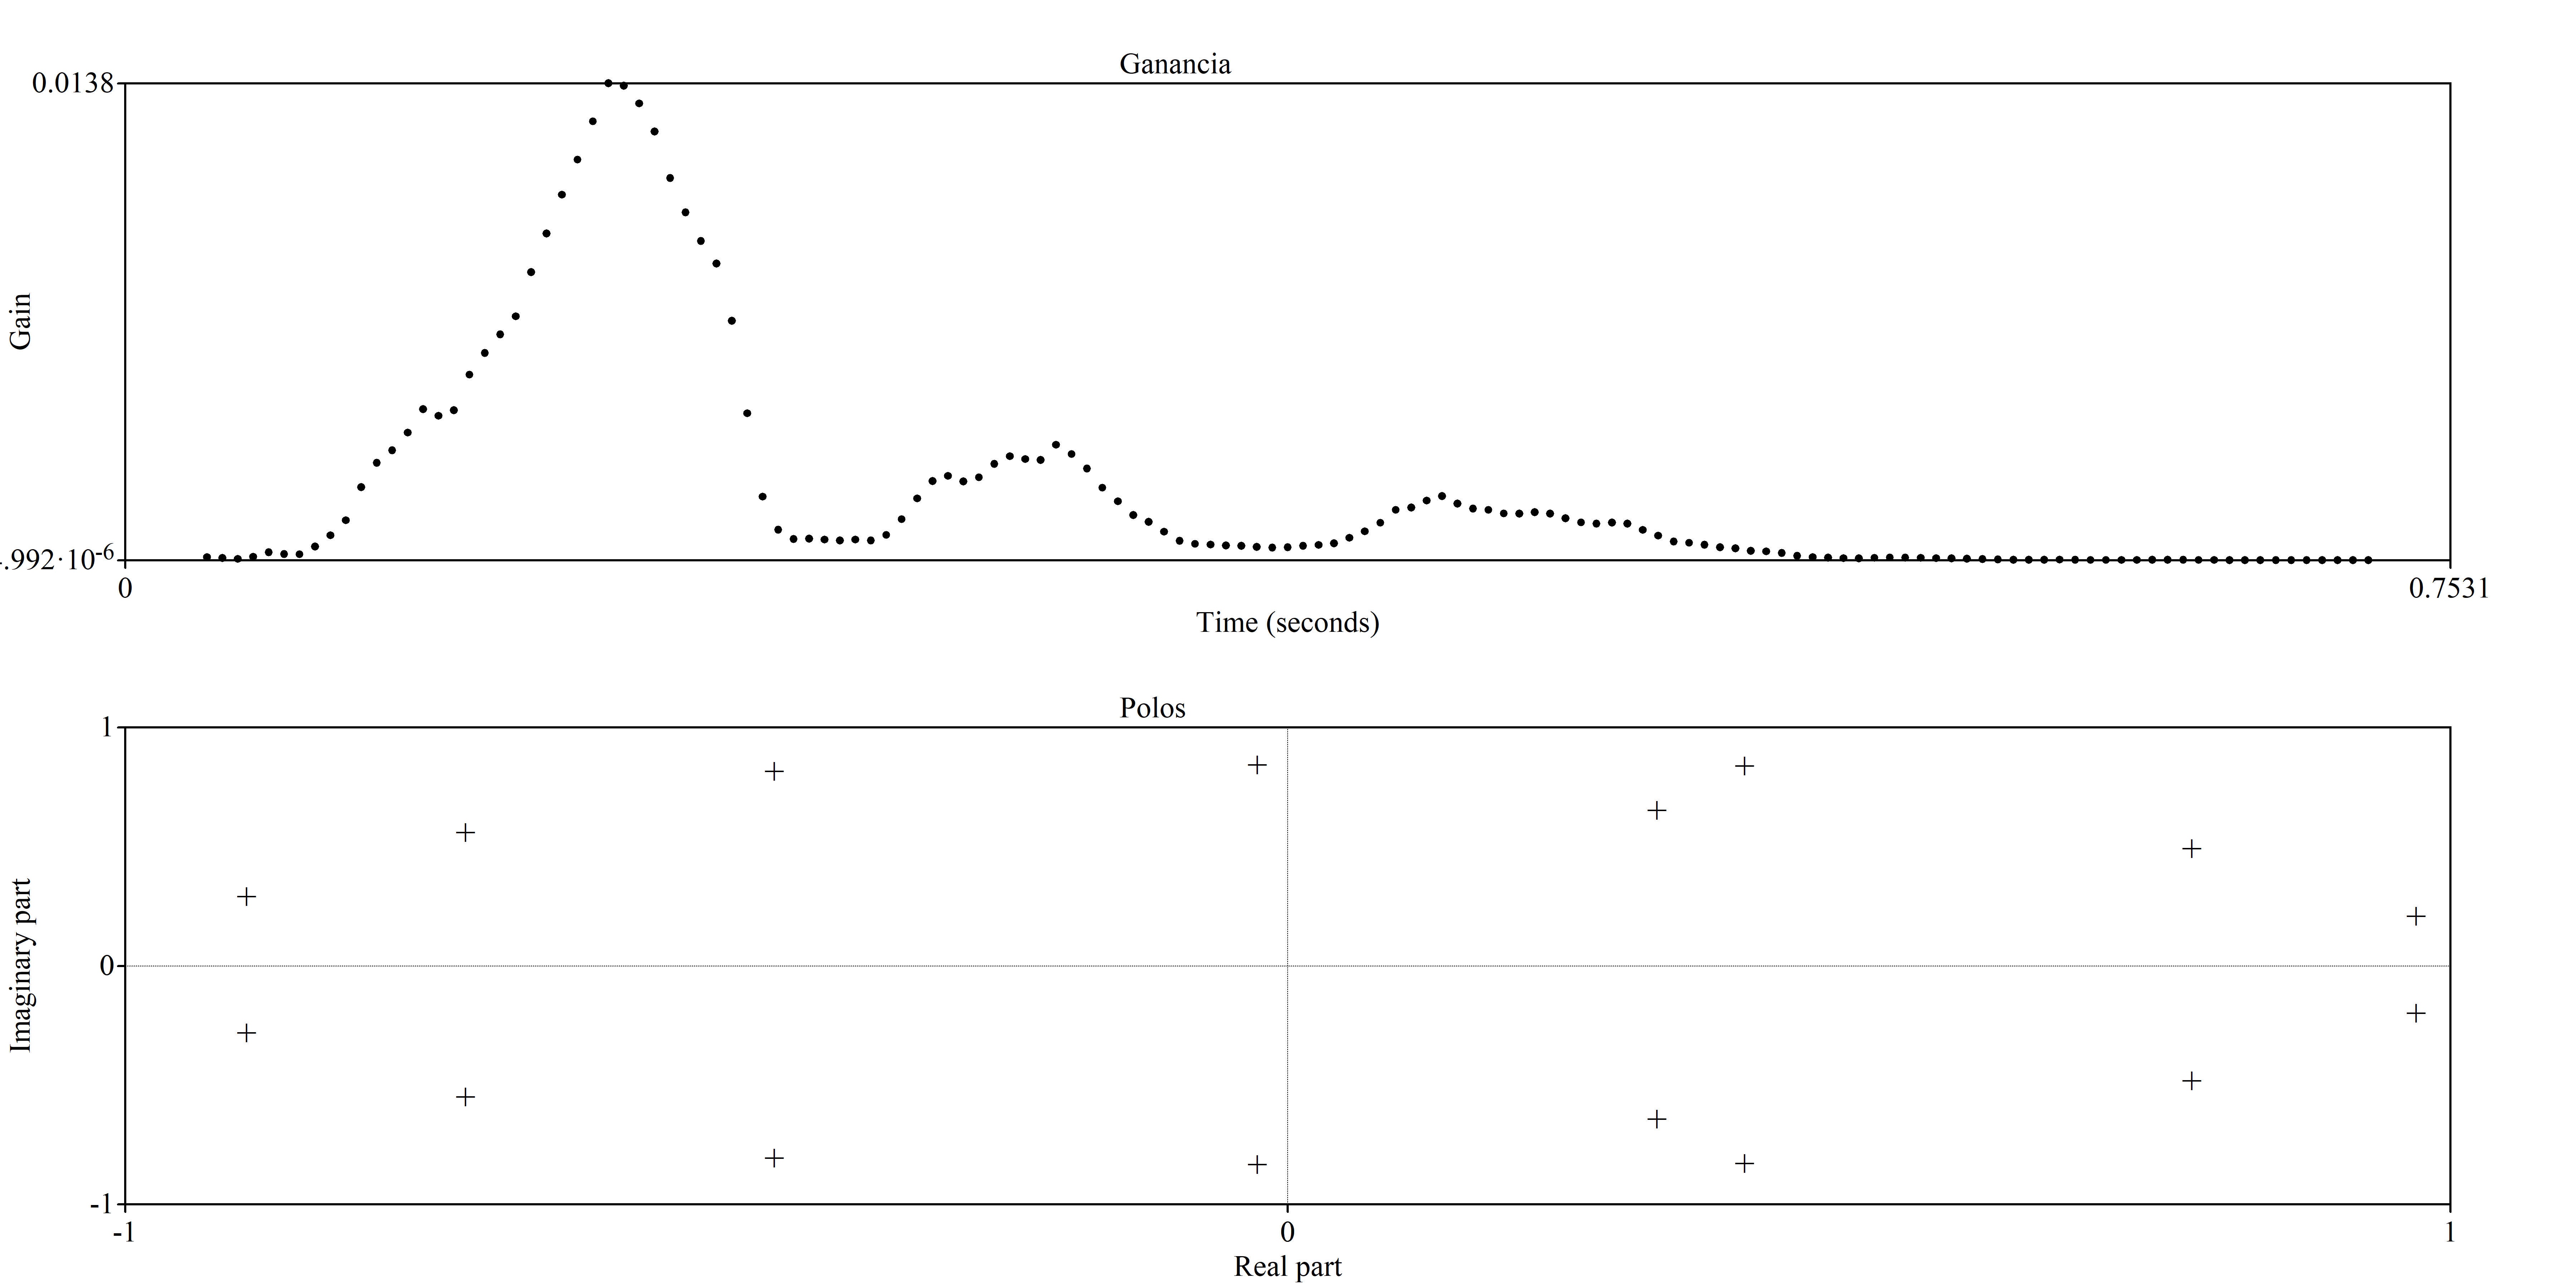 Ganancia
0.0138
Gain
.992·10-6
0
0.7531
Time (seconds)
Polos
1
Imaginary part
0
-1
-1
0
1
Real part